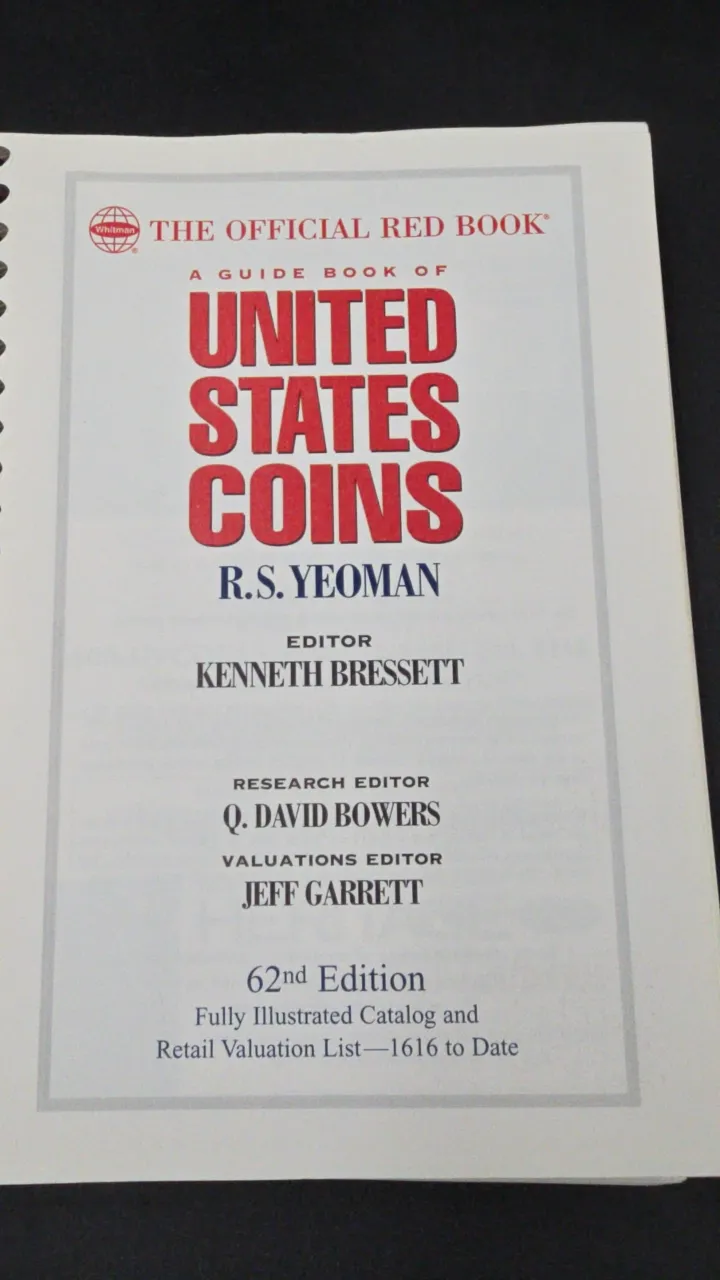 Whitman®
THE OFFICIAL RED BOOK®
A GUIDE BOOK OF
UNITED
STATES
COINS
R.S. YEOMAN
EDITOR
KENNETH BRESSETT
RESEARCH EDITOR
Q. DAVID BOWERS
VALUATIONS EDITOR
JEFF GARRETT
62nd Edition
Fully Illustrated Catalog and
Retail Valuation List—1616 to Date